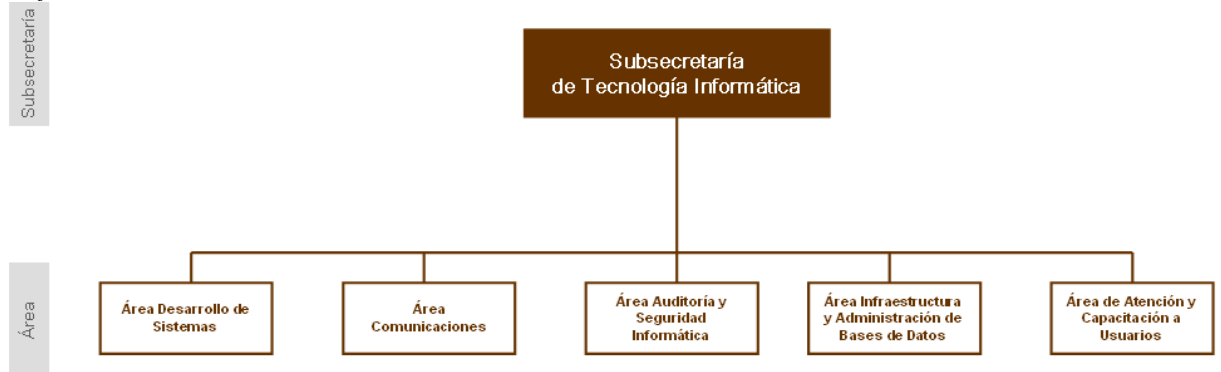 Subsecretaría
Subsecretaría
de Tecnología Informática
Área
Área Desarrollo de
Sistemas
Área
Comunicaciones
Área Auditoría y
Seguridad
Informática
Área Infraestructura
y Administración de
Bases de Datos
Área de Atención y
Capacitación a
Usuarios